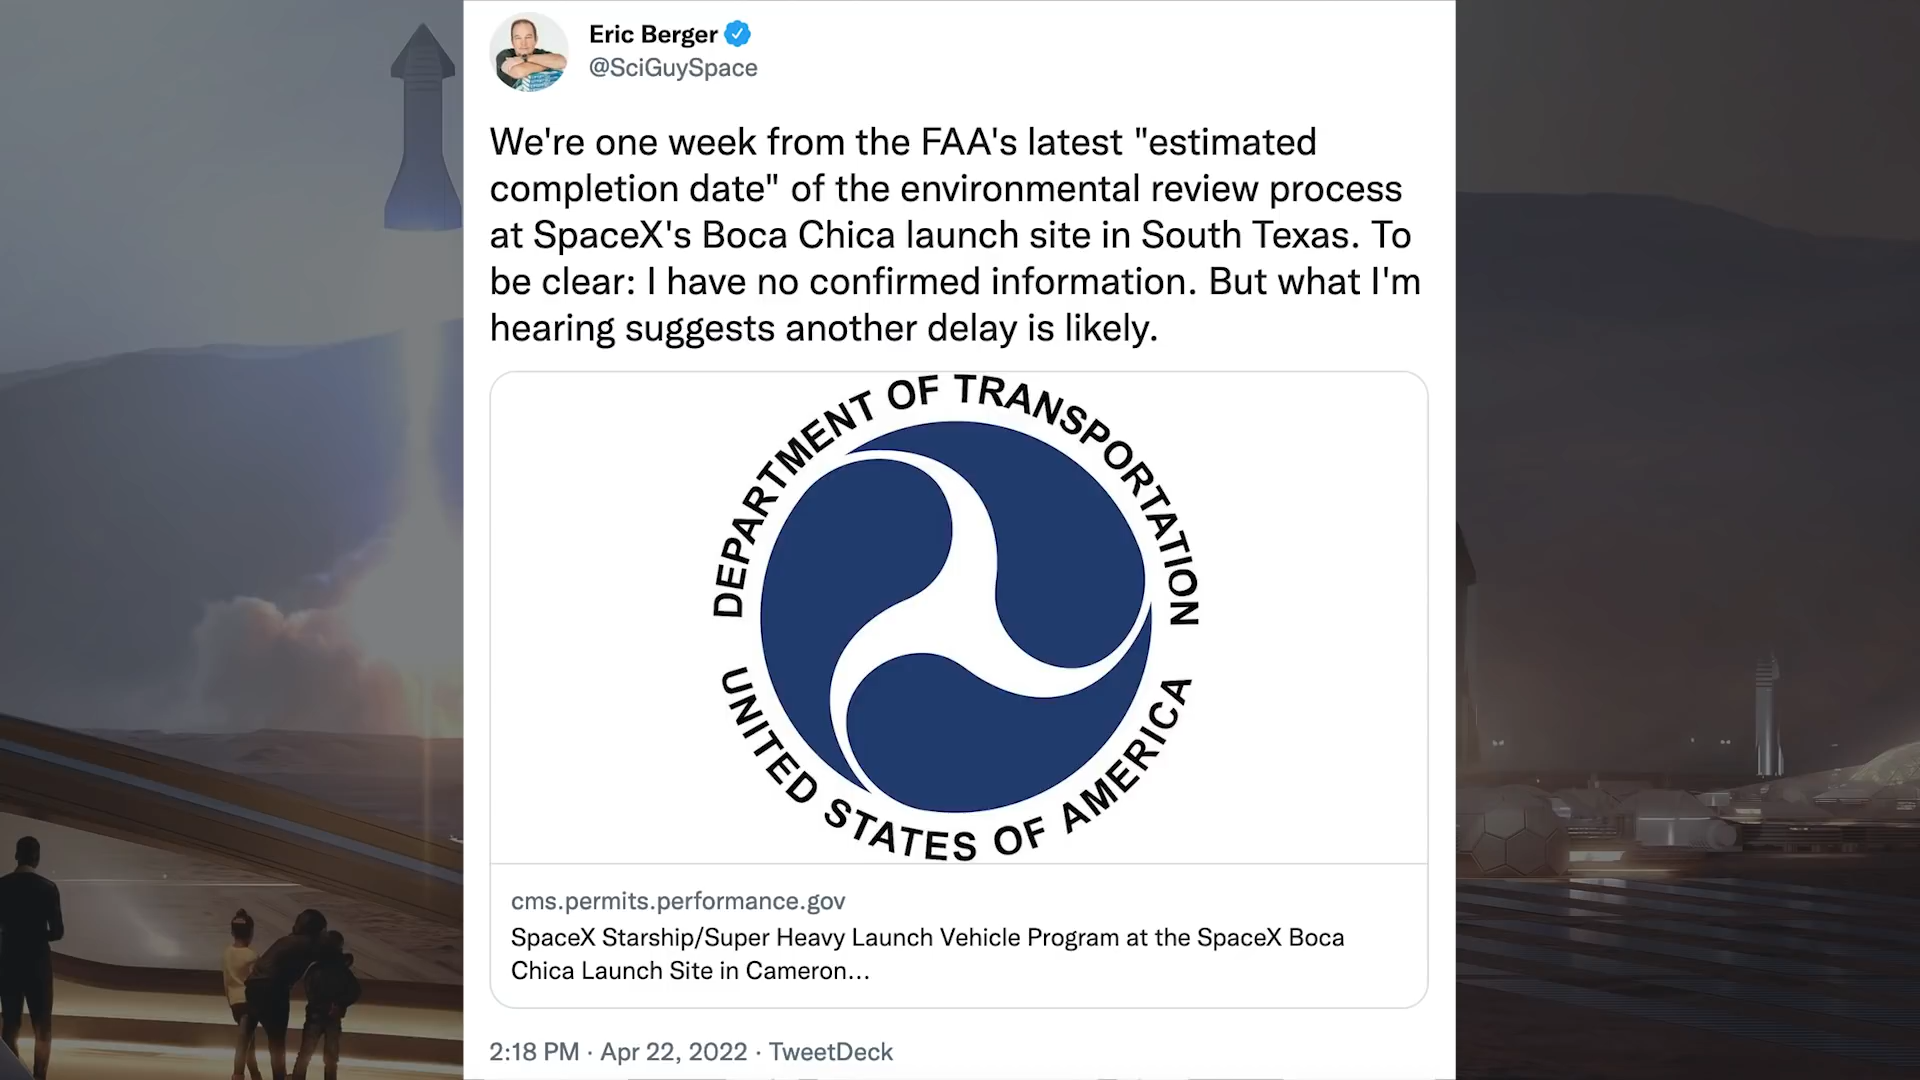 Eric Berger
@SciGuySpace
We're one week from the FAA's latest "estimated
completion date" of the environmental review process
at SpaceX's Boca Chica launch site in South Texas. To
be clear: I have no confirmed information. But what I'm
hearing suggests another delay is likely.
DEPARTMENT OF TRANSPORTATION
UNITED STATES OF AMERICA
cms.permits.performance.gov
SpaceX Starship/Super Heavy Launch Vehicle Program at the SpaceX Boca
Chica Launch Site in Cameron...
2:18 PM · Apr 22, 2022 · TweetDeck